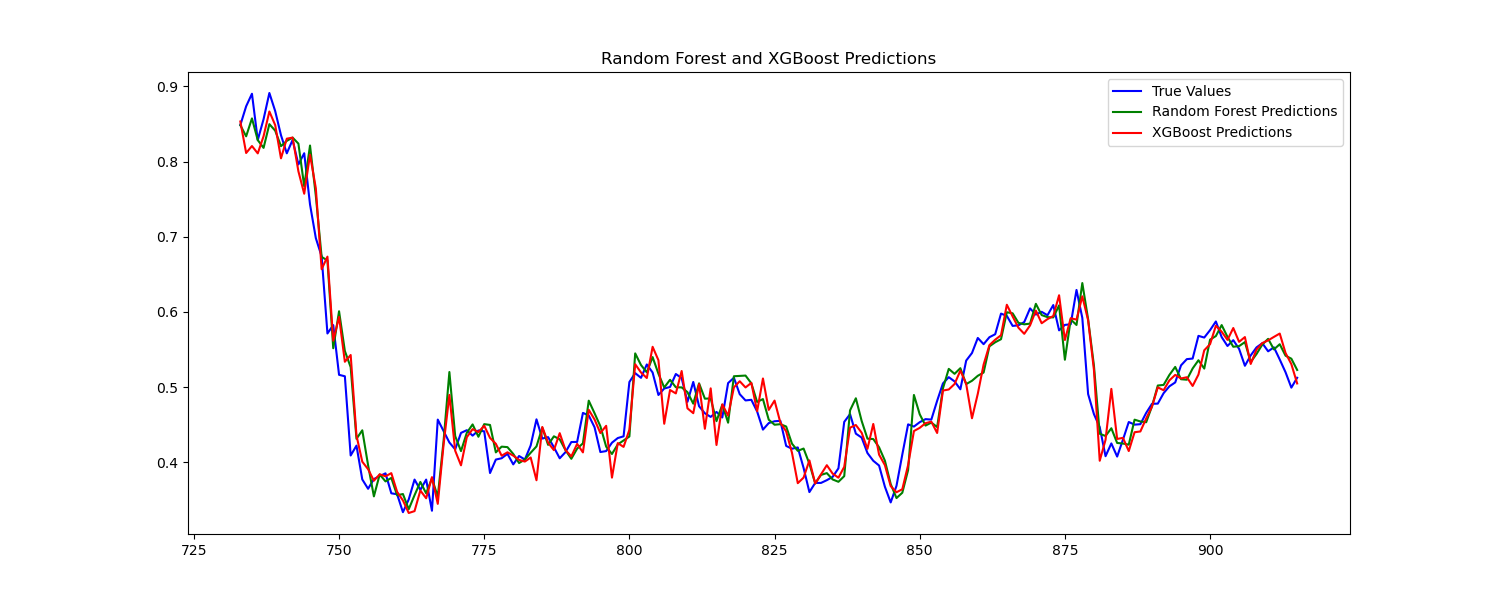 Random Forest and XGBoost Predictions
0.9
0.8
0.7
0.6
0.5
0.4
True Values
Random Forest Predictions
XGBoost Predictions
725 750 775 800 825 850 875 900